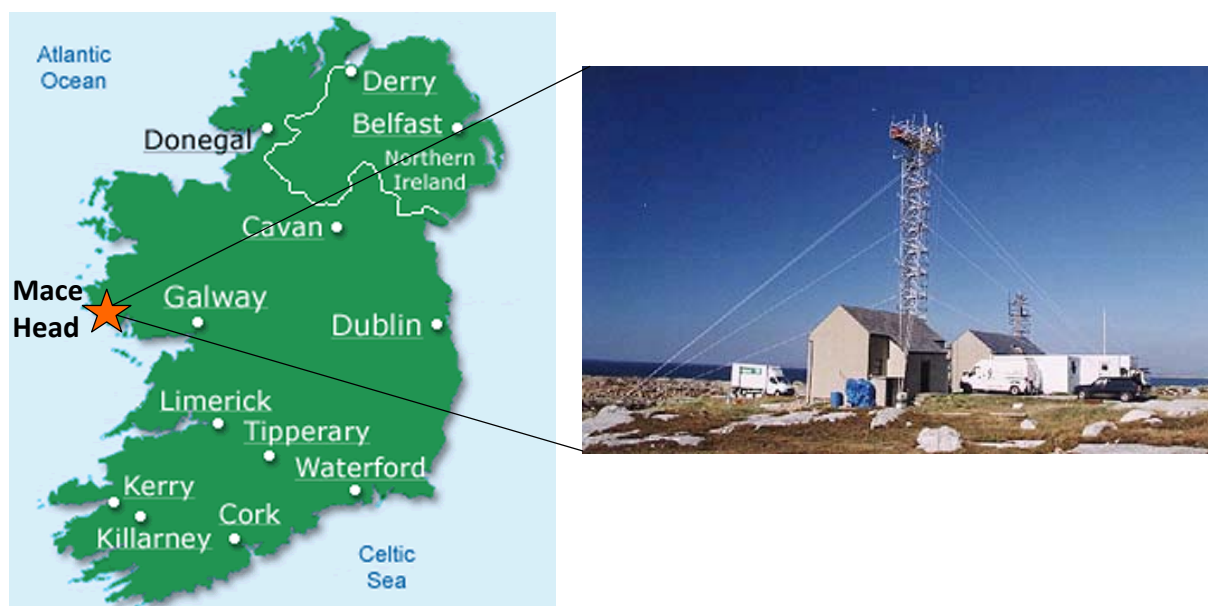 Atlantic
Ocean
Derry
Donegal
Belfast
Northern
Ireland
Cavan
Mace
Head
Galway
Dublin
Limerick
Tipperary
Waterford
Kerry
Cork
Killarney
Celtic
Sea